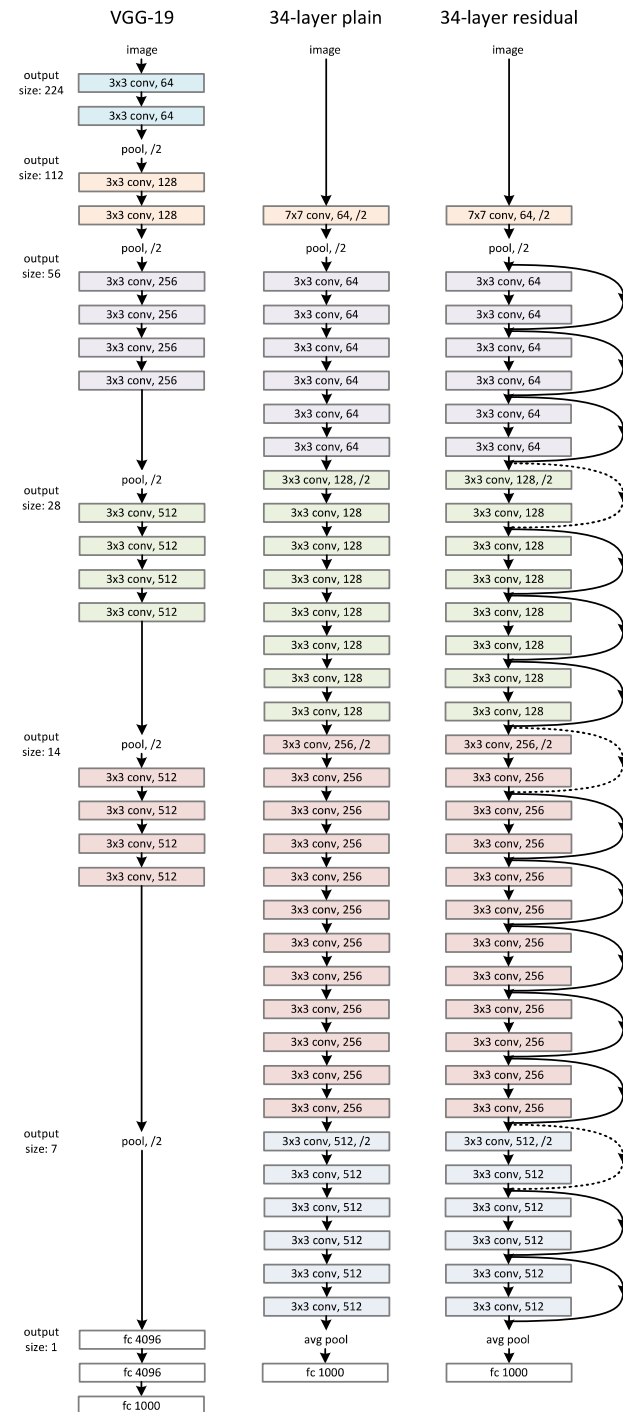 VGG-19
image
output
size: 224
3x3 conv, 64
3x3 conv, 64
pool, /2
output
size: 112
3x3 conv, 128
3x3 conv, 128
pool, /2
output
size: 56
3x3 conv, 256
3x3 conv, 256
3x3 conv, 256
3x3 conv, 256
pool, /2
output
size: 28
3x3 conv, 512
3x3 conv, 512
3x3 conv, 512
3x3 conv, 512
pool, /2
output
size: 14
3x3 conv, 512
3x3 conv, 512
3x3 conv, 512
3x3 conv, 512
pool, /2
output
size: 7
output
size: 1
fc 4096
fc 4096
fc 1000
34-layer plain
image
7x7 conv, 64, /2
pool, /2
3x3 conv, 64
3x3 conv, 64
3x3 conv, 64
3x3 conv, 64
3x3 conv, 64
3x3 conv, 64
3x3 conv, 128, /2
3x3 conv, 128
3x3 conv, 128
3x3 conv, 128
3x3 conv, 128
3x3 conv, 128
3x3 conv, 128
3x3 conv, 128
3x3 conv, 256, /2
3x3 conv, 256
3x3 conv, 256
3x3 conv, 256
3x3 conv, 256
3x3 conv, 256
3x3 conv, 256
3x3 conv, 256
3x3 conv, 256
3x3 conv, 256
3x3 conv, 256
3x3 conv, 256
3x3 conv, 512, /2
3x3 conv, 512
3x3 conv, 512
3x3 conv, 512
3x3 conv, 512
3x3 conv, 512
avg pool
fc 1000
34-layer residual
image
7x7 conv, 64, /2
pool, /2
3x3 conv, 64
3x3 conv, 64
3x3 conv, 64
3x3 conv, 64
3x3 conv, 64
3x3 conv, 64
3x3 conv, 128, /2
3x3 conv, 128
3x3 conv, 128
3x3 conv, 128
3x3 conv, 128
3x3 conv, 128
3x3 conv, 128
3x3 conv, 128
3x3 conv, 256, /2
3x3 conv, 256
3x3 conv, 256
3x3 conv, 256
3x3 conv, 256
3x3 conv, 256
3x3 conv, 256
3x3 conv, 256
3x3 conv, 256
3x3 conv, 256
3x3 conv, 256
3x3 conv, 256
3x3 conv, 512, /2
3x3 conv, 512
3x3 conv, 512
3x3 conv, 512
3x3 conv, 512
3x3 conv, 512
avg pool
fc 1000